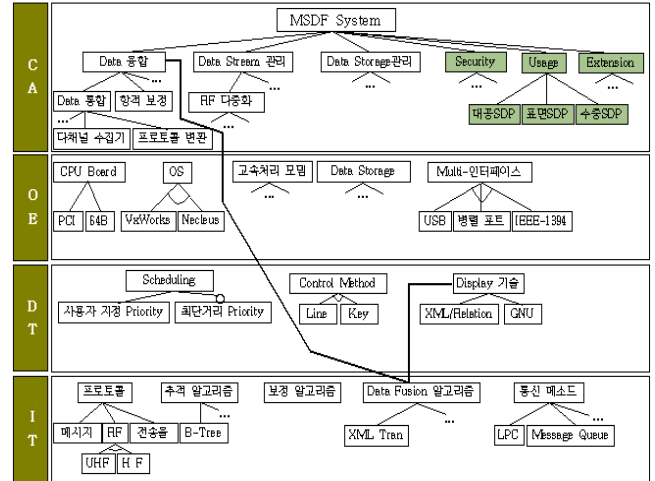 MSDF System
C A
Data 융합
Data Stream 관리
Data Storage관리
Security
Usage
Extension
...
...
...
...
...
Data 통합
항적 보정
RF 다중화
대공SDP
표면SDP
수중SDP
...
...
다채널 수집기
프로토콜 변환
O E
CPU Board
OS
고속처리 모뎀
Data Storage
Multi-인터페이스
...
...
PCI
64B
VxWorks
Necleus
USB
병렬 포트
IEEE-1394
D T
Scheduling
Control Method
Display 기술
사용자 지정 Priority
최단거리 Priority
Line
Key
XML/Relation
GNU
I T
프로토콜
추적 알고리즘
보정 알고리즘
Data Fusion 알고리즘
통신 메소드
...
...
...
메시지
RF
전송율
B-Tree
XML Tran
LPC
Message Queue
UHF
H F